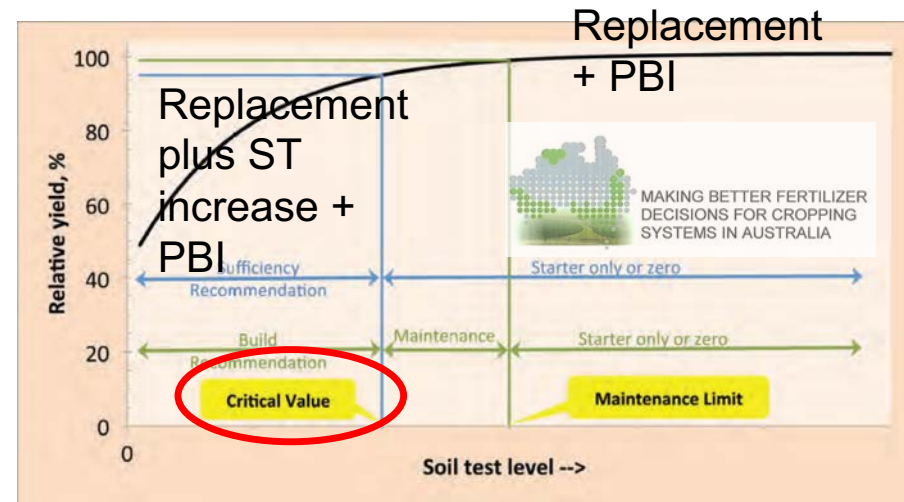 Replacement
+ PBI
100
Replacement
plus ST
increase +
PBI
80
MAKING BETTER FERTILIZER
DECISIONS FOR CROPPING
SYSTEMS IN AUSTRALIA
Relative yield, %
60
Sufficiency
Recommendation
Starter only or zero
40
Build
Recommendation
Maintenance
Starter only or zero
20
Critical Value
Maintenance Limit
0
0
Soil test level -->